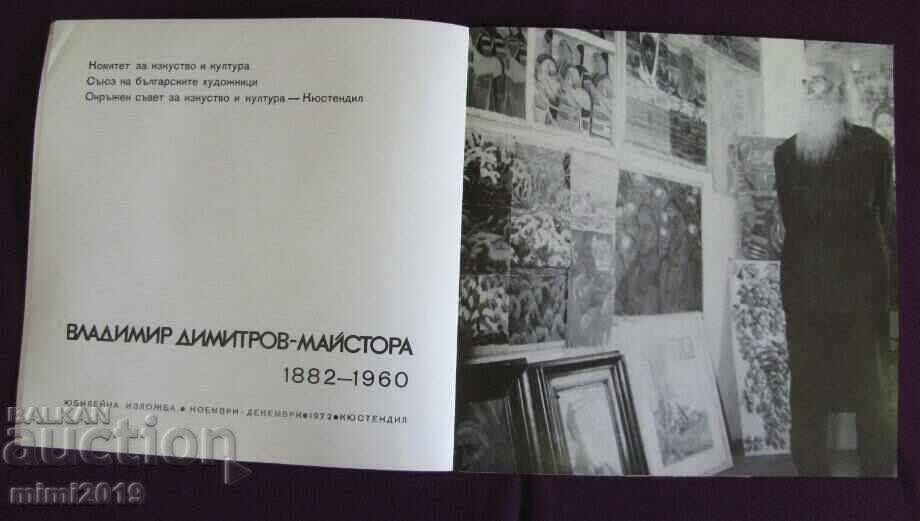 Комитет за изкуство и култура
Съюз на българските художници
Окръжен съвет за изкуство и култура — Кюстендил
ВЛАДИМИР ДИМИТРОВ-МАЙСТОРА
1882—1960
ЮБИЛЕЙНА ИЗЛОЖБА • НОЕМВРИ - ДЕКЕМВРИ • 1972 • КЮСТЕНДИЛ
BALKAN
auction
mimi2019